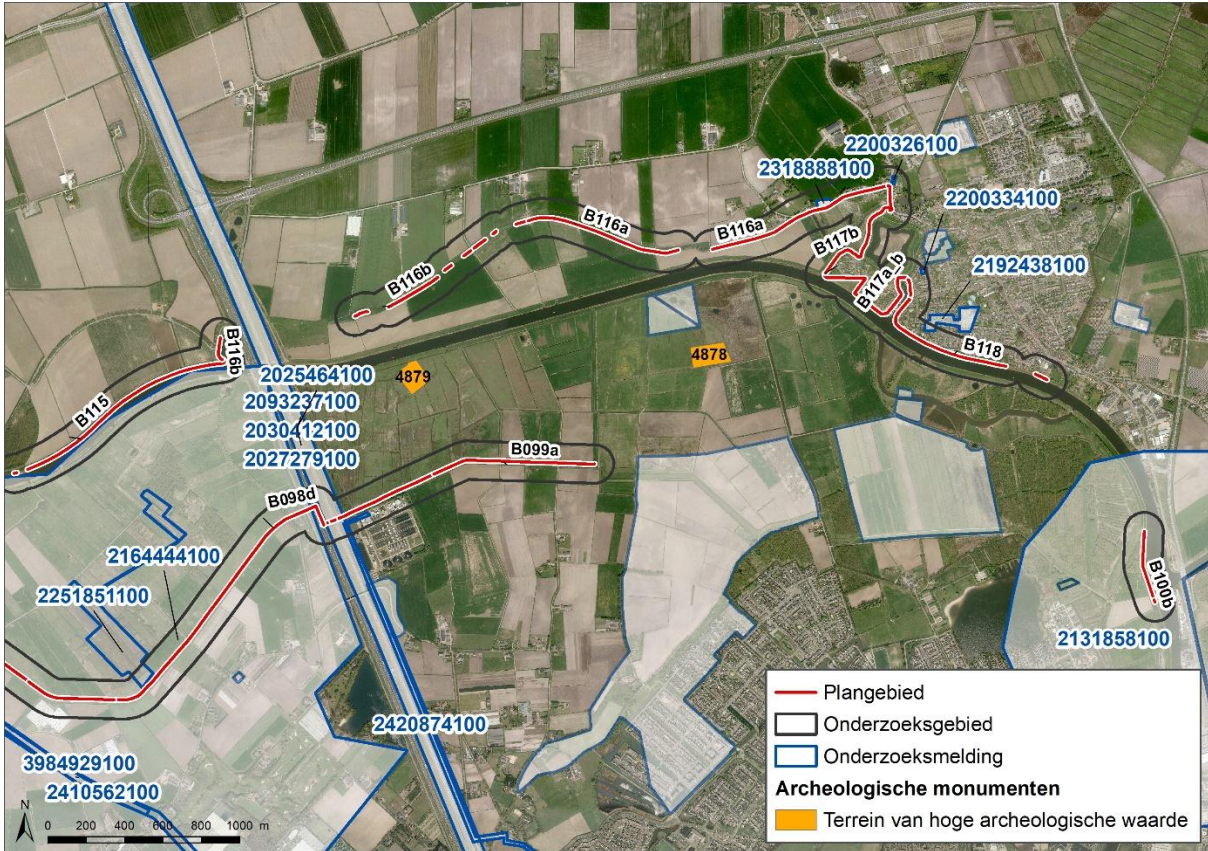 2200326100
2318888100
2200334100
B116a
B116a
B117b
2192438100
B116b
B117a_b
B118
4878
B116b
4879
2025464100
2093237100
2030412100
2027279100
B115
B099a
B098d
2164444100
2251851100
B100b
2131858100
2420874100
3984929100
2410562100
N
0 200 400 600 800 1000 m
Plangebied
Onderzoeksgebied
Onderzoeksmelding
Archeologische monumenten
Terrein van hoge archeologische waarde